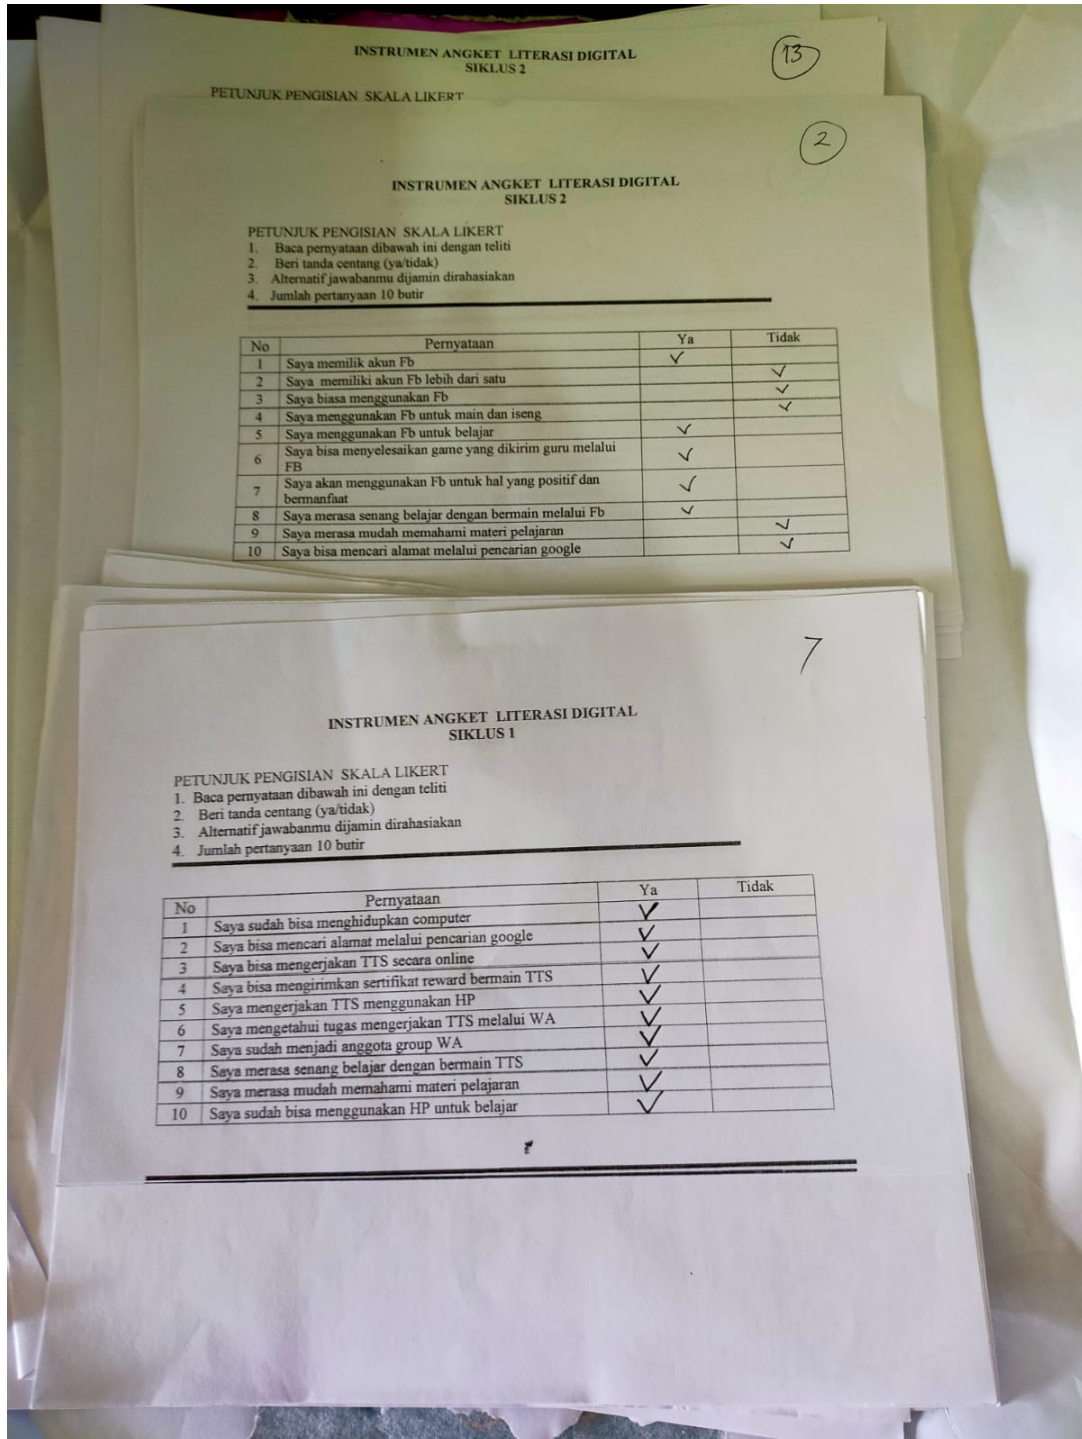 INSTRUMEN ANGKET LITERASI DIGITAL
SIKLUS 2
13
PETUNJUK PENGISIAN SKALA LIKERT
2
INSTRUMEN ANGKET LITERASI DIGITAL
SIKLUS 2
PETUNJUK PENGISIAN SKALA LIKERT
1. Baca pernyataan dibawah ini dengan teliti
2. Beri tanda centang (ya/tidak)
3. Alternatif jawabanmu dijamin dirahasiakan
4. Jumlah pertanyaan 10 butir
No Pernyataan Ya Tidak
1 Saya memilik akun Fb ✓
2 Saya memiliki akun Fb lebih dari satu ✓
3 Saya biasa menggunakan Fb ✓
4 Saya menggunakan Fb untuk main dan iseng ✓
5 Saya menggunakan Fb untuk belajar ✓
6 Saya bisa menyelesaikan game yang dikirim guru melalui
FB ✓
7 Saya akan menggunakan Fb untuk hal yang positif dan
bermanfaat ✓
8 Saya merasa senang belajar dengan bermain melalui Fb ✓
9 Saya merasa mudah memahami materi pelajaran ✓
10 Saya bisa mencari alamat melalui pencarian google ✓
7
INSTRUMEN ANGKET LITERASI DIGITAL
SIKLUS 1
PETUNJUK PENGISIAN SKALA LIKERT
1. Baca pernyataan dibawah ini dengan teliti
2. Beri tanda centang (ya/tidak)
3. Alternatif jawabanmu dijamin dirahasiakan
4. Jumlah pertanyaan 10 butir
No Pernyataan Ya Tidak
1 Saya sudah bisa menghidupkan computer ✓
2 Saya bisa mencari alamat melalui pencarian google ✓
3 Saya bisa mengerjakan TTS secara online ✓
4 Saya bisa mengirimkan sertifikat reward bermain TTS ✓
5 Saya mengerjakan TTS menggunakan HP ✓
6 Saya mengetahui tugas mengerjakan TTS melalui WA ✓
7 Saya sudah menjadi anggota group WA ✓
8 Saya merasa senang belajar dengan bermain TTS ✓
9 Saya merasa mudah memahami materi pelajaran ✓
10 Saya sudah bisa menggunakan HP untuk belajar ✓